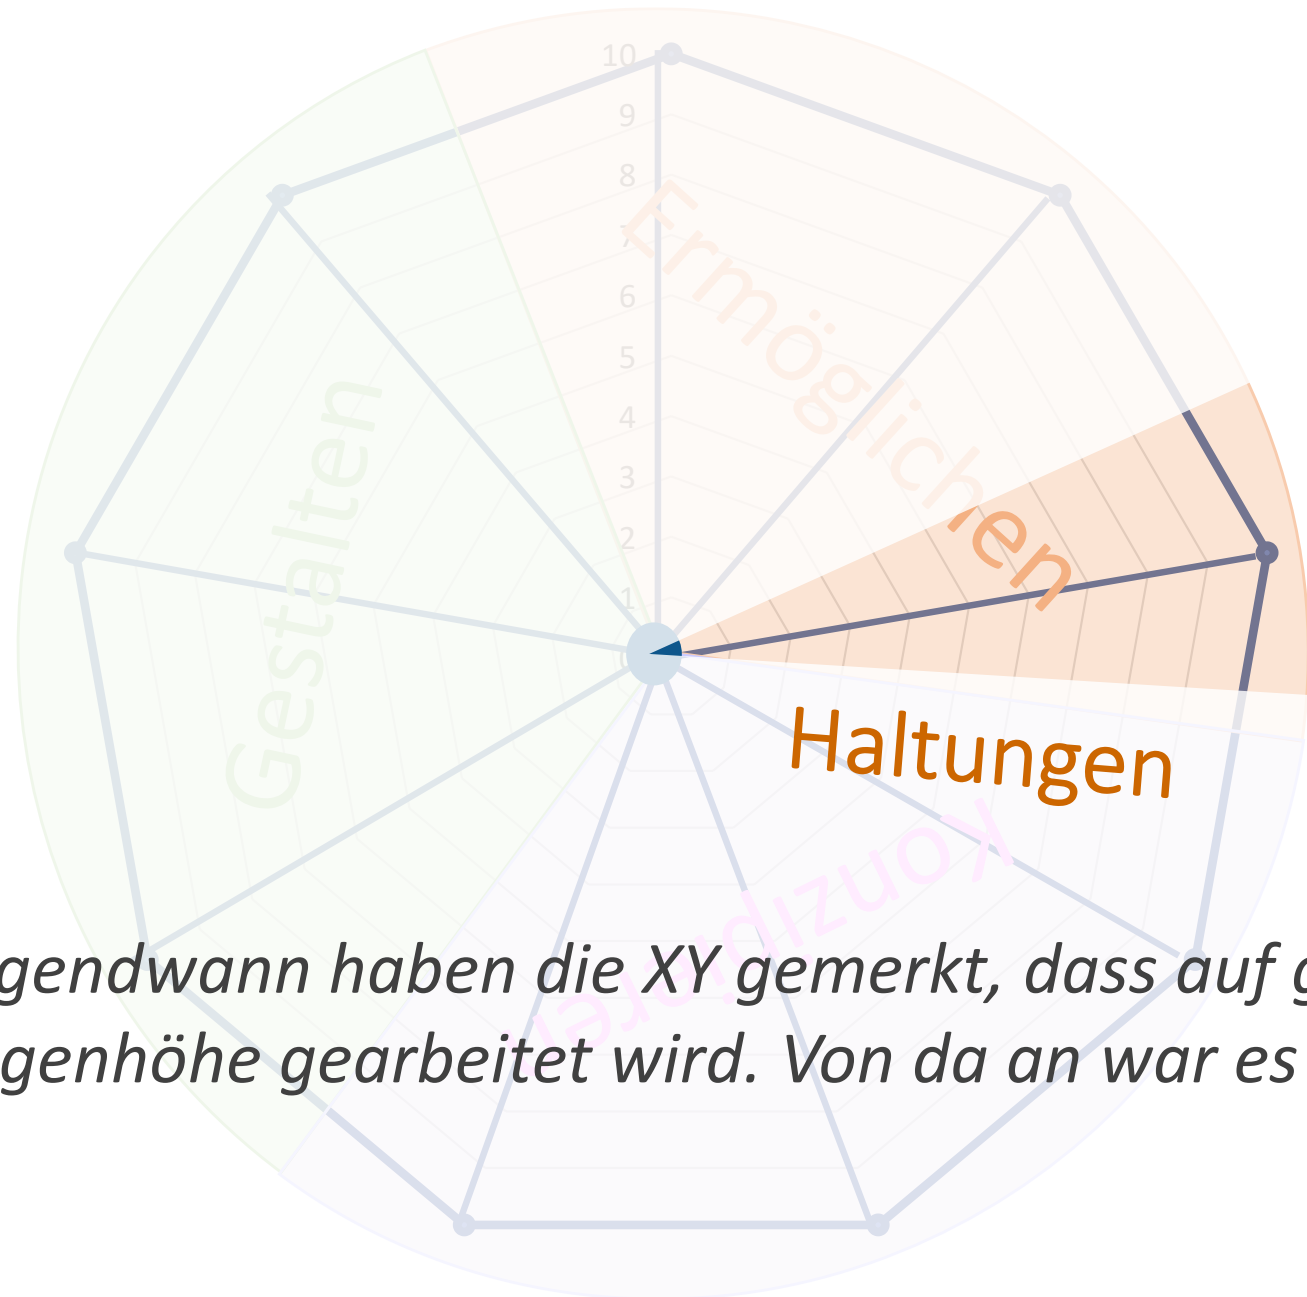 10
9
8
7
6
5
4
3
2
1
Ermöglichen
Gestalten
Haltungen
Konzipieren
gendwann haben die XY gemerkt, dass auf g
genhöhe gearbeitet wird. Von da an war es